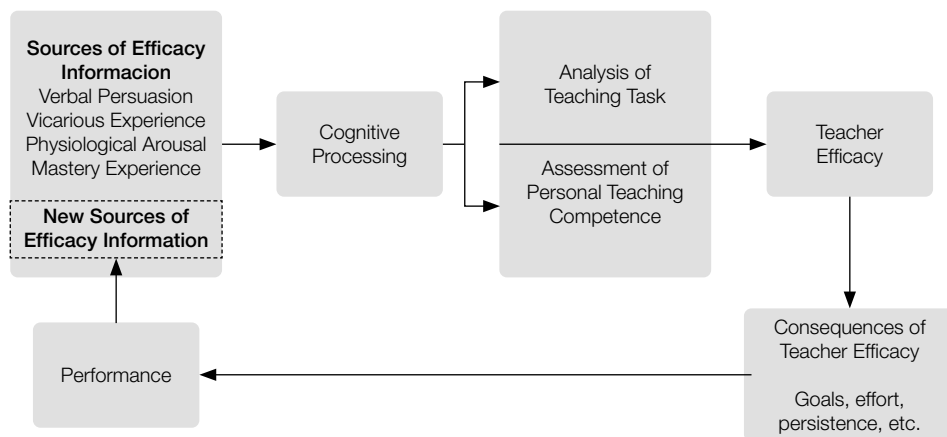 Sources of Efficacy
Informacion
Verbal Persuasion
Vicarious Experience
Physiological Arousal
Mastery Experience
New Sources of
Efficacy Information
Cognitive
Processing
Analysis of
Teaching Task
Assessment of
Personal Teaching
Competence
Teacher
Efficacy
Consequences of
Teacher Efficacy
Goals, effort,
persistence, etc.
Performance